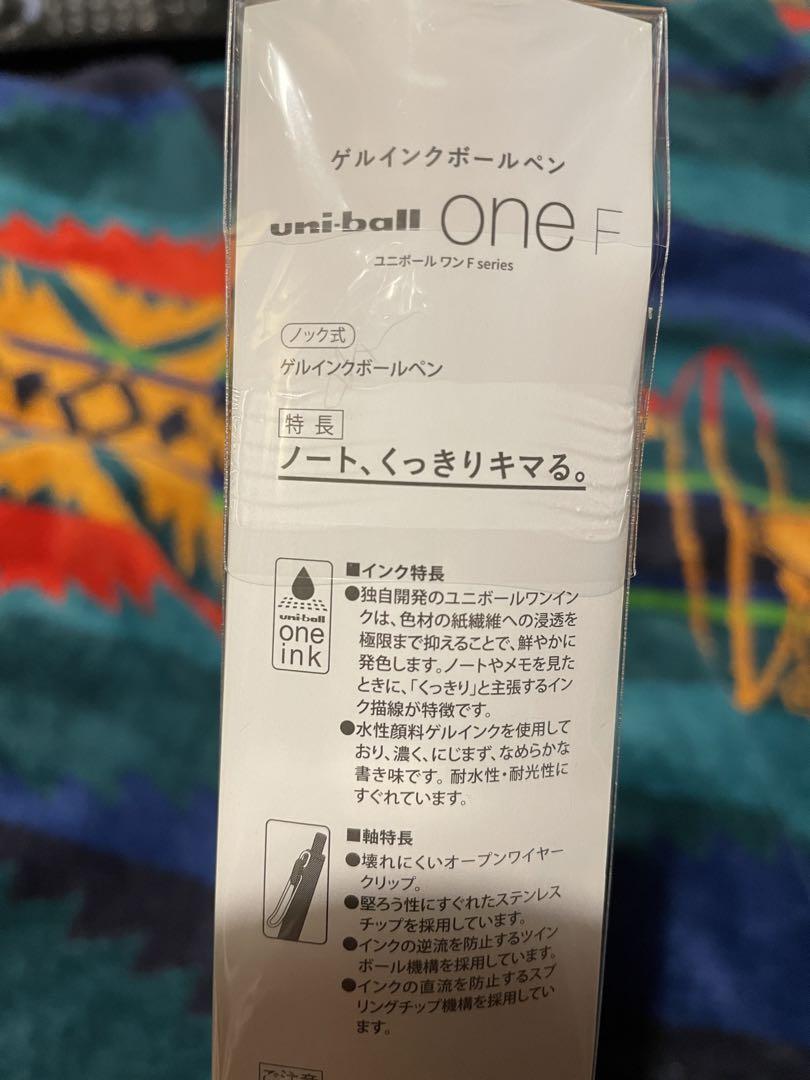 ゲルインクボールペン
uni-ball one F
ユニボール ワン F series
ノック式
ゲルインクボールペン
特長
ノート、くっきりキマる。
■インク特長
●独自開発のユニボールワンイン
クは、色材の紙繊維への浸透を
極限まで抑えることで、鮮やかに
発色します。ノートやメモを見た
ときに、「くっきり」と主張するイン
ク描線が特徴です。
●水性顔料ゲルインクを使用して
おり、濃く、にじまず、なめらかな
書き味です。耐水性・耐光性に
すぐれています。
uni-ball
one
ink
■軸特長
●壊れにくいオープンワイヤー
クリップ。
●堅ろう性にすぐれたステンレス
チップを採用しています。
●インクの逆流を防止するツイン
ボール機構を採用しています。
●インクの直流を防止するスプ
リングチップ機構を採用してい
ます。